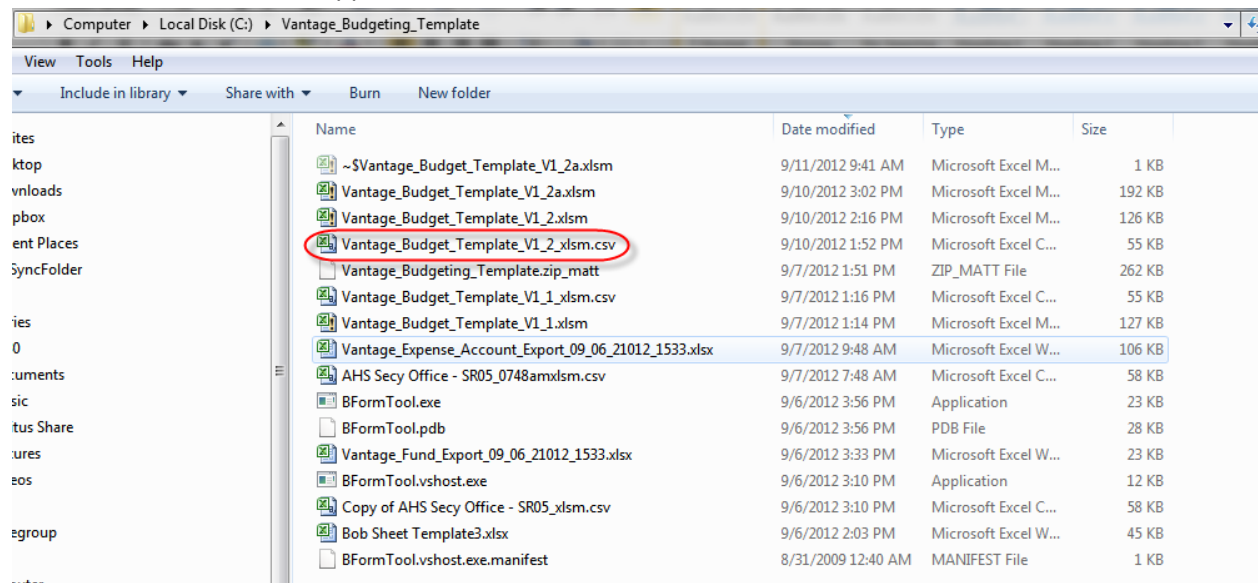 Computer Local Disk (C:) Vantage_Budgeting_Template
View Tools Help
Include in library Share with Burn New folder
Name Date modified Type Size
ites
ktop
vnloads
pbox
ent Places
SyncFolder
ies
0
cuments
sic
itus Share
tures
eos
egroup
~$Vantage_Budget_Template_V1_2a.xlsm 9/11/2012 9:41 AM Microsoft Excel M... 1 KB
Vantage_Budget_Template_V1_2a.xlsm 9/10/2012 3:02 PM Microsoft Excel M... 192 KB
Vantage_Budget_Template_V1_2.xlsm 9/10/2012 2:16 PM Microsoft Excel M... 126 KB
Vantage_Budget_Template_V1_2_xlsm.csv 9/10/2012 1:52 PM Microsoft Excel C... 55 KB
Vantage_Budgeting_Template.zip_matt 9/7/2012 1:51 PM ZIP_MATT File 262 KB
Vantage_Budget_Template_V1_1_xlsm.csv 9/7/2012 1:16 PM Microsoft Excel C... 55 KB
Vantage_Budget_Template_V1_1.xlsm 9/7/2012 1:14 PM Microsoft Excel M... 127 KB
Vantage_Expense_Account_Export_09_06_21012_1533.xlsx 9/7/2012 9:48 AM Microsoft Excel W... 106 KB
AHS Secy Office - SR05_0748amxlsm.csv 9/7/2012 7:48 AM Microsoft Excel C... 58 KB
BFormTool.exe 9/6/2012 3:56 PM Application 23 KB
BFormTool.pdb 9/6/2012 3:56 PM PDB File 28 KB
Vantage_Fund_Export_09_06_21012_1533.xlsx 9/6/2012 3:33 PM Microsoft Excel W... 23 KB
BFormTool.vshost.exe 9/6/2012 3:10 PM Application 12 KB
Copy of AHS Secy Office - SR05_xlsm.csv 9/6/2012 3:10 PM Microsoft Excel C... 58 KB
Bob Sheet Template3.xlsx 9/6/2012 2:03 PM Microsoft Excel W... 45 KB
BFormTool.vshost.exe.manifest 8/31/2009 12:40 AM MANIFEST File 1 KB